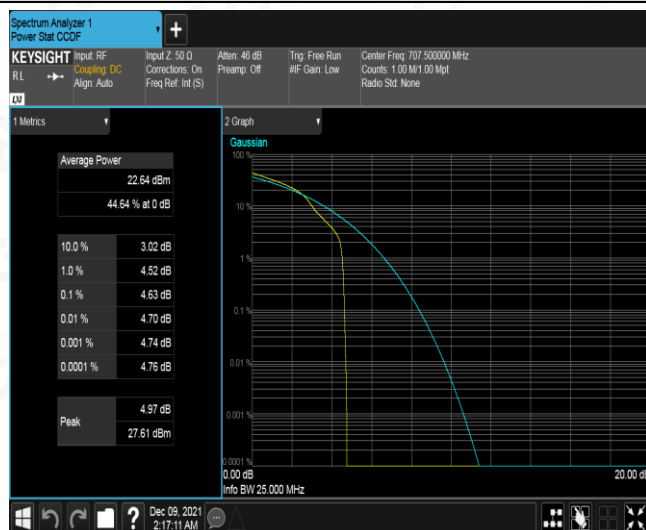 Spectrum Analyzer 1
Power Stat CCDF
+
KEYSIGHT
RL
LXI
Input: RF
Coupling: DC
Align: Auto
Input Z: 50 Ω
Corrections: On
Freq Ref: Int (S)
Atten: 46 dB
Preamp: Off
Trig: Free Run
#IF Gain: Low
Center Freq: 707.500000 MHz
Counts: 1.00 M/1.00 Mpt
Radio Std: None
1 Metrics
Average Power
22.64 dBm
44.64 % at 0 dB
10.0 % 3.02 dB
1.0 % 4.52 dB
0.1 % 4.63 dB
0.01 % 4.70 dB
0.001 % 4.74 dB
0.0001 % 4.76 dB
Peak
4.97 dB
27.61 dBm
2 Graph
Gaussian
100 %
10 %
1 %
0.1 %
0.01 %
0.001 %
0.0001 %
0.00 dB
20.00 dB
Info BW 25.000 MHz
?
Dec 09, 2021
2:17:11 AM